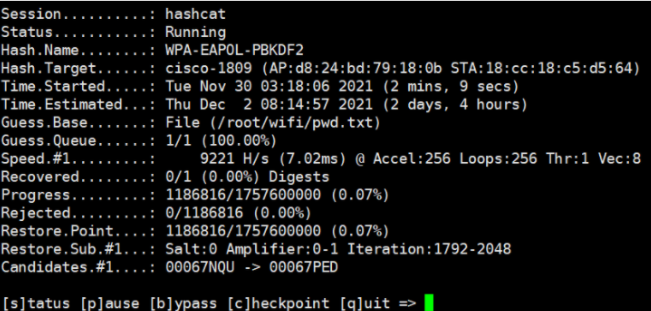 Session..........: hashcat
Status...........: Running
Hash.Name........: WPA-EAPOL-PBKDF2
Hash.Target......: cisco-1809 (AP:d8:24:bd:79:18:0b STA:18:cc:18:c5:d5:64)
Time.Started.....: Tue Nov 30 03:18:06 2021 (2 mins, 9 secs)
Time.Estimated...: Thu Dec  2 08:14:57 2021 (2 days, 4 hours)
Guess.Base.......: File (/root/wifi/pwd.txt)
Guess.Queue......: 1/1 (100.00%)
Speed.#1.........:     9221 H/s (7.02ms) @ Accel:256 Loops:256 Thr:1 Vec:8
Recovered........: 0/1 (0.00%) Digests
Progress.........: 1186816/1757600000 (0.07%)
Rejected.........: 0/1186816 (0.00%)
Restore.Point....: 1186816/1757600000 (0.07%)
Restore.Sub.#1...: Salt:0 Amplifier:0-1 Iteration:1792-2048
Candidates.#1....: 00067NQU -> 00067PED
[s]tatus [p]ause [b]ypass [c]heckpoint [q]uit =>